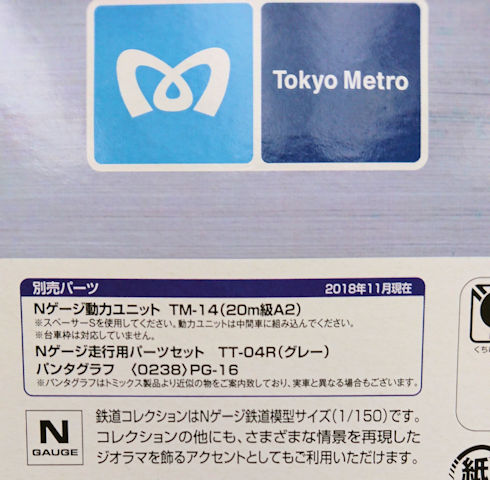 Tokyo Metro
別売パーツ 2018年11月現在
Nゲージ動力ユニット TM-14(20m級A2)
※スペーサーSを使用してください。動力ユニットは中間車に組み込んでください。
※台車枠は対応していません。
Nゲージ走行用パーツセット TT-04R(グレー)
パンタグラフ 〈0238〉PG-16
※パンタグラフはトミックス製品より近似の物をご案内致しており、実車と異なる場合もございます。
N
GAUGE
鉄道コレクションはNゲージ鉄道模型サイズ(1/150)です。
コレクションの他にも、さまざまな情景を再現した
ジオラマを飾るアクセントとしてもご利用いただけます。
くち
紙